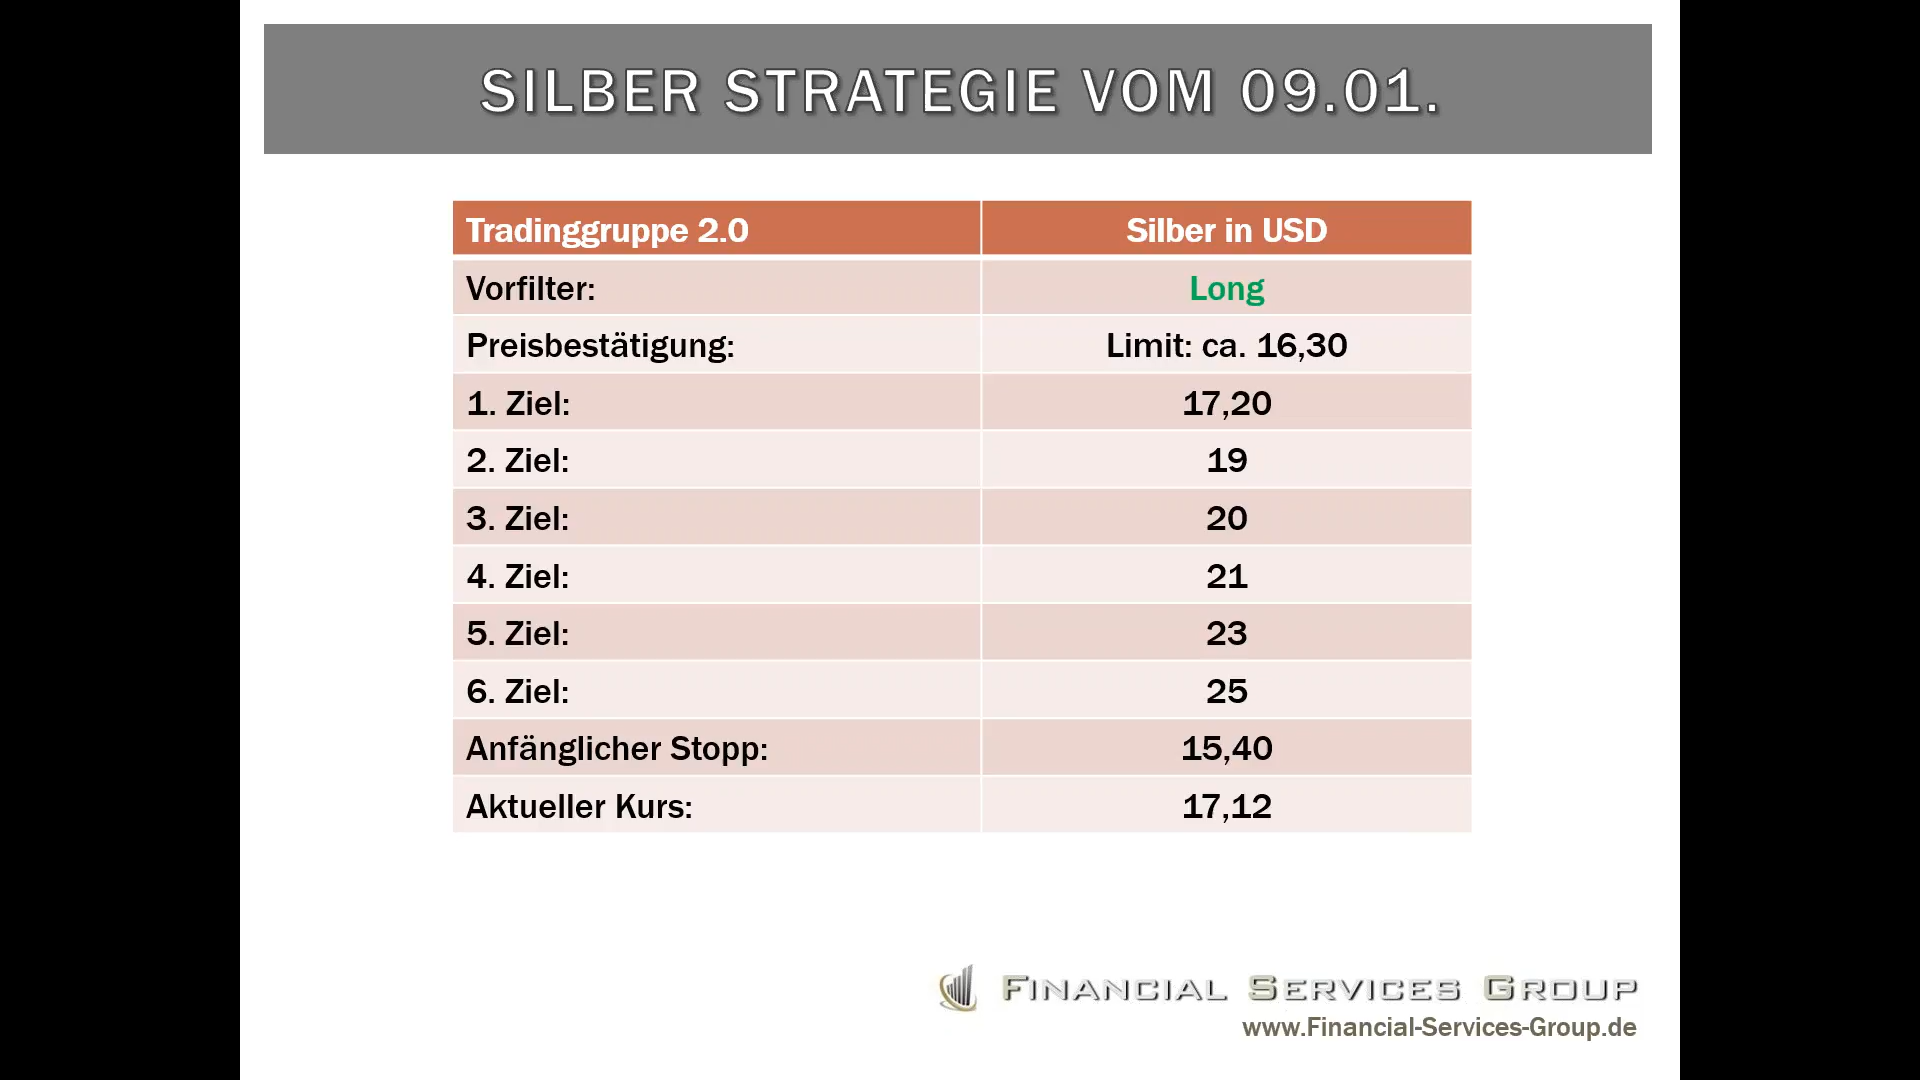 SILBER STRATEGIE VOM 09.01.
Tradinggruppe 2.0 Silber in USD
Vorfilter: Long
Preisbestätigung: Limit: ca. 16,30
1. Ziel: 17,20
2. Ziel: 19
3. Ziel: 20
4. Ziel: 21
5. Ziel: 23
6. Ziel: 25
Anfänglicher Stopp: 15,40
Aktueller Kurs: 17,12
FINANCIAL SERVICES GROUP
www.Financial-Services-Group.de